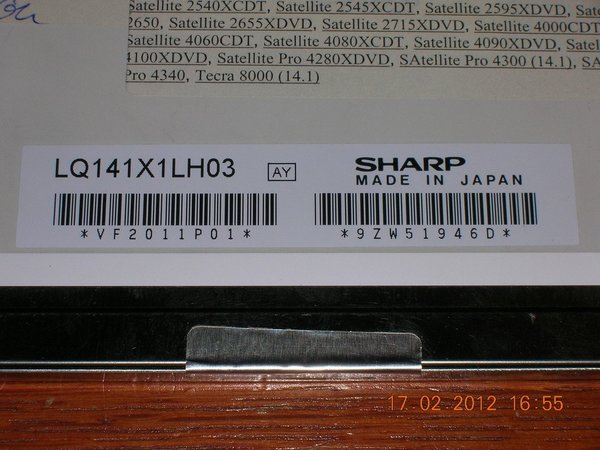 Satellite 2540XCDT, Satellite 2545XCDT, Satellite 2595XDVD,
2650, Satellite 2655XDVD, Satellite 2715XDVD, Satellite 4000CDT
Satellite 4060CDT, Satellite 4080XCDT, Satellite 4090XDVD,
4100XDVD, Satellite Pro 4280XDVD, SAtellite Pro 4300 (14.1),
Pro 4340, Tecra 8000 (14.1)
LQ141X1LH03 AY SHARP
MADE IN JAPAN
*VF2011P01* *9ZW51946D*
17.02.2012 16:55